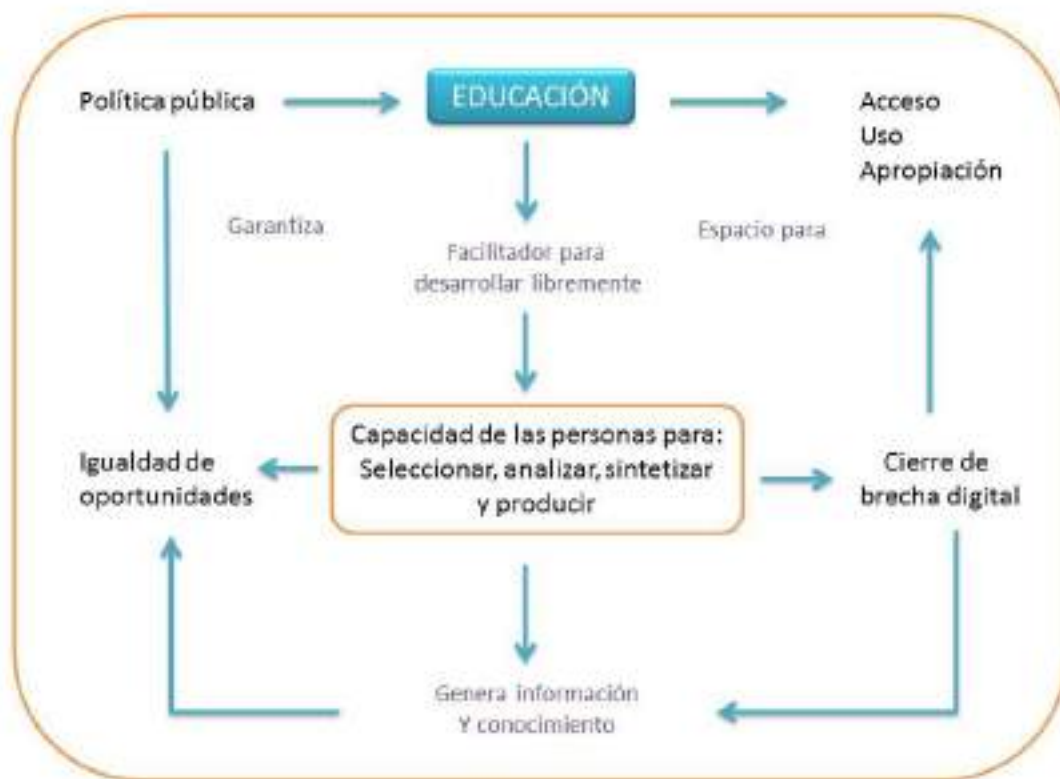 Política pública
EDUCACIÓN
Acceso
Uso
Apropiación
Garantiza
Espacio para
Facilitador para
desarrollar libremente
Igualdad de
oportunidades
Capacidad de las personas para:
Seleccionar, analizar, sintetizar
y producir
Cierre de
brecha digital
Genera información
Y conocimiento